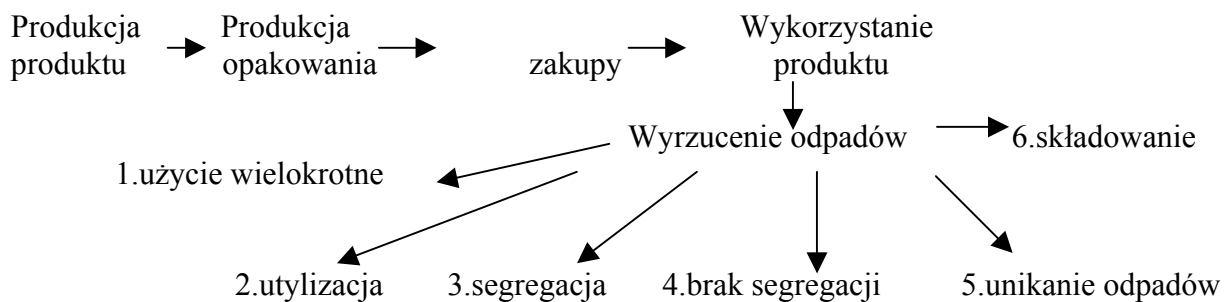 Produkcja produktu
Produkcja opakowania
zakupy
Wykorzystanie produktu
Wyrzucenie odpadów
6.składowanie
1.użycie wielokrotne
2.utylizacja
3.segregacja
4.brak segregacji
5.unikanie odpadów